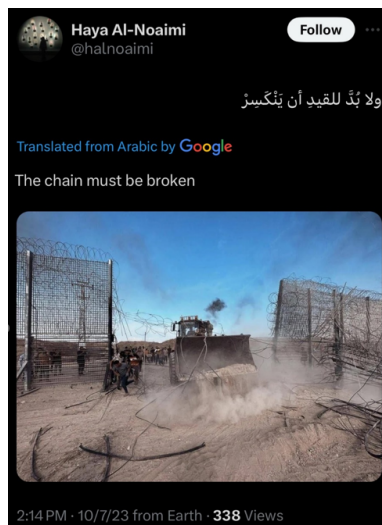 Haya Al-Noaimi
@halnoaimi
Follow
ولا بُدَّ للقيدِ أن يَنْكَسِرْ
Translated from Arabic by Google
The chain must be broken
2:14 PM · 10/7/23 from Earth · 338 Views